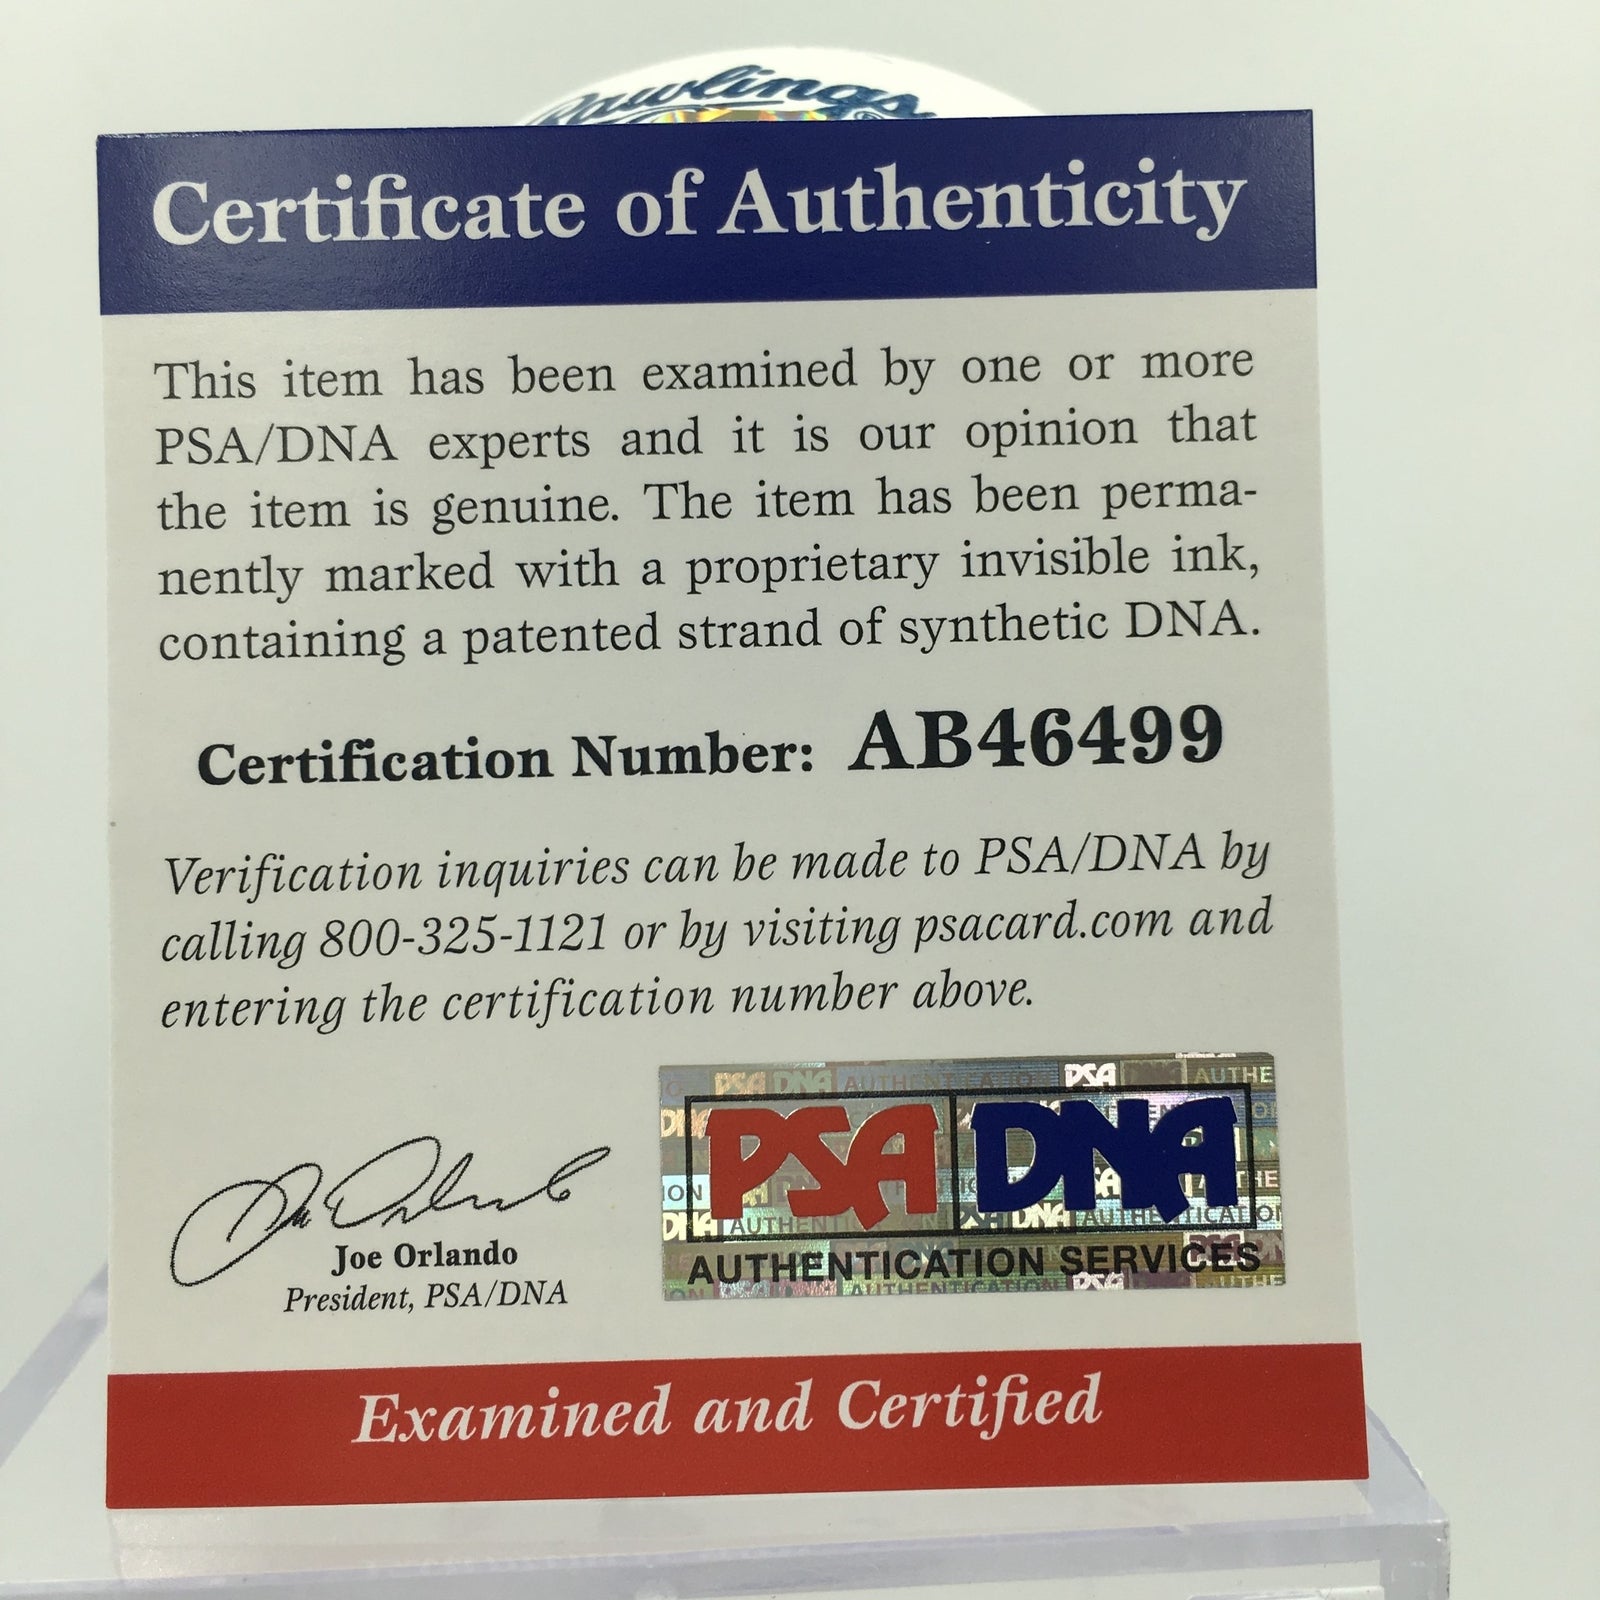 Rawlings
Certificate of Authenticity
This item has been examined by one or more
PSA/DNA experts and it is our opinion that
the item is genuine. The item has been perma-
nently marked with a proprietary invisible ink,
containing a patented strand of synthetic DNA.
Certification Number: AB46499
Verification inquiries can be made to PSA/DNA by
calling 800-325-1121 or by visiting psacard.com and
entering the certification number above.
Joe Orlando
President, PSA/DNA
PSA DNA
AUTHENTICATION SERVICES
Examined and Certified